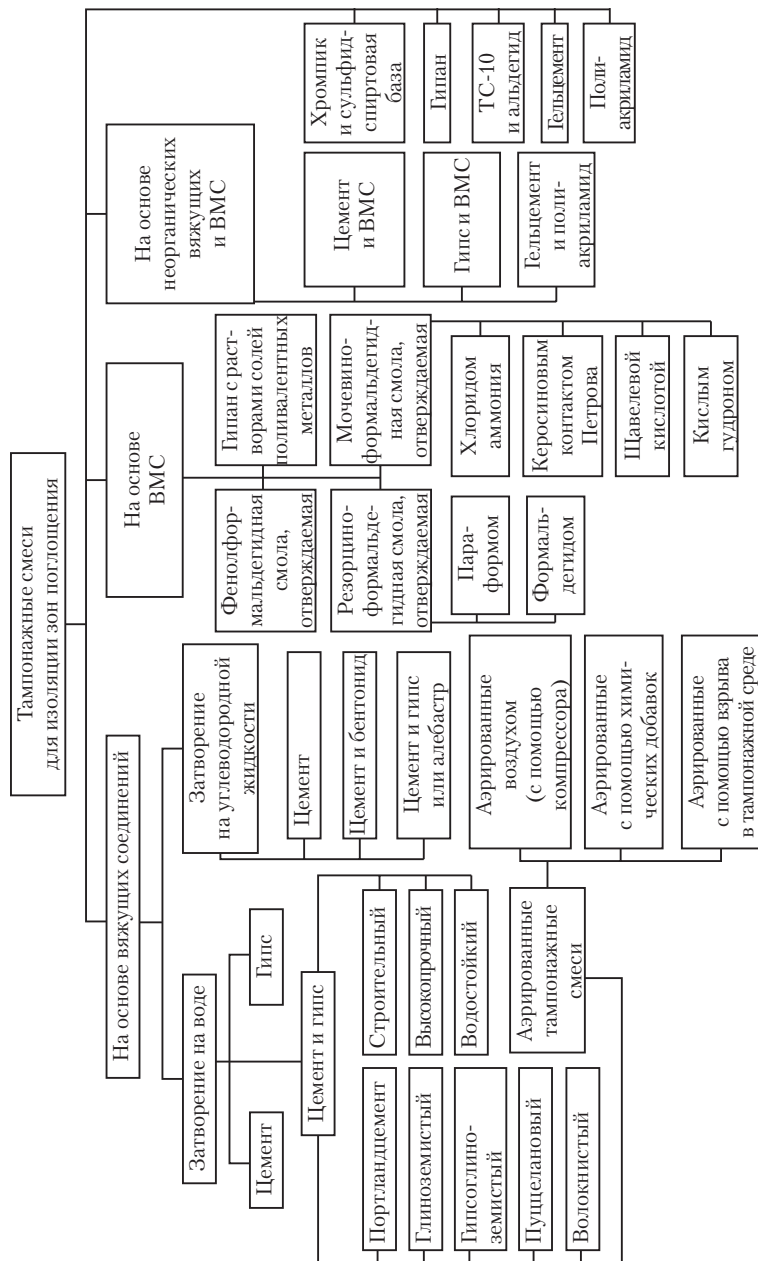 Тампонажные смеси
для изоляции зон поглощения
На основе вяжущих соединений
На основе
ВМС
На основе
неорганических
вяжущих
и ВМС
Затворение на воде
Затворение
на углеводородной
жидкости
Цемент
Гипс
Цемент и гипс
Портландцемент
Глиноземистый
Гипсоглино-
земистый
Пуццелановый
Волокнистый
Строительный
Высокопрочный
Водостойкий
Аэрированные
тампонажные
смеси
Цемент
Цемент и бентонид
Цемент и гипс
или алебастр
Аэрированные
воздухом
(с помощью
компрессора)
Аэрированные
с помощью хими-
ческих добавок
Аэрированные
с помощью взрыва
в тампонажной среде
Фенолфор-
мальдегидная
смола,
отверждаемая
Гипан с раст-
ворами солей
поливалентных
металлов
Резорцино-
формальде-
гидная смола,
отверждаемая
Мочевино-
формальдегид-
ная смола,
отверждаемая
Пара-
формом
Формаль-
дегидом
Хлоридом
аммония
Керосиновым
контактом
Петрова
Щавелевой
кислотой
Кислым
гудроном
Цемент
и ВМС
Гипс и ВМС
Гельцемент
и поли-
акриламид
Хромпик
и сульфид-
спиртовая
база
Гипан
ТС-10
и альдегид
Гельцемент
Поли-
акриламид